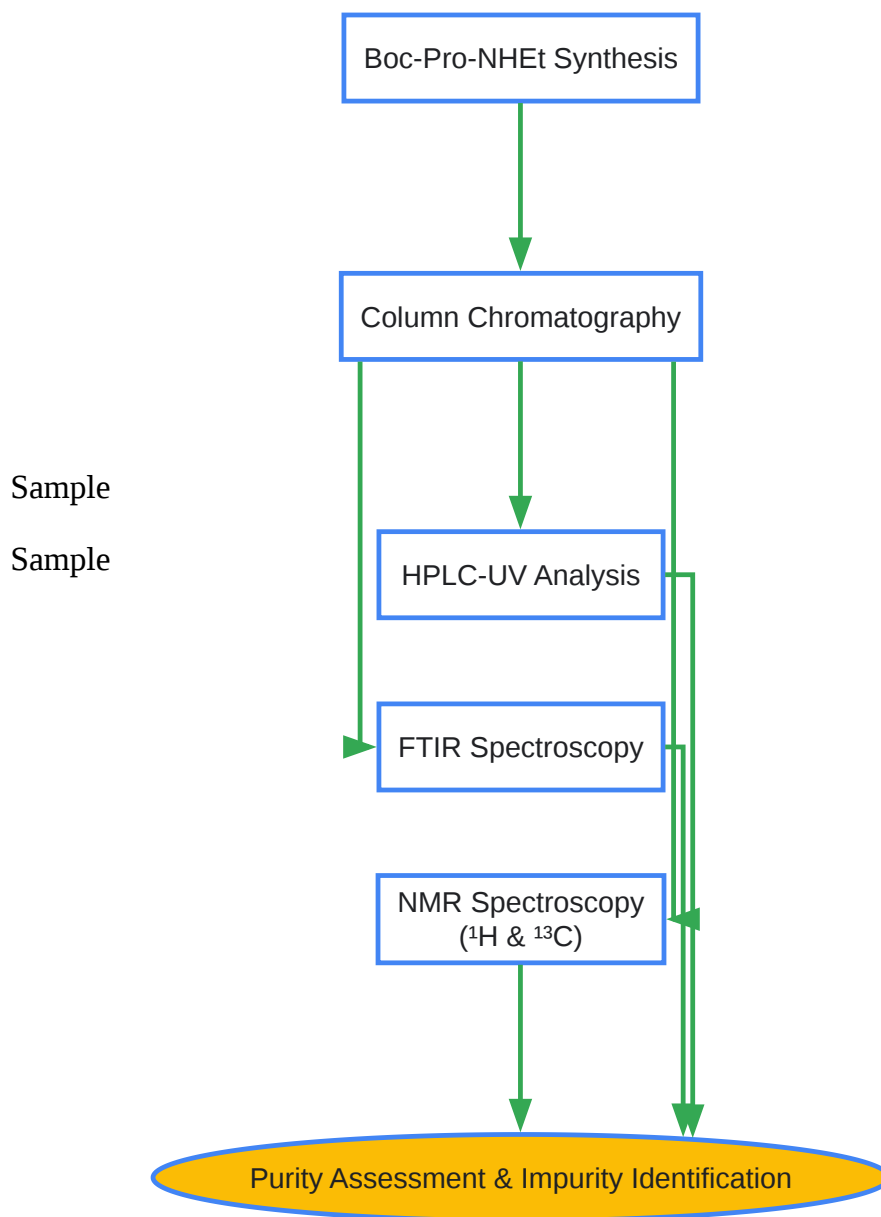 Boc-Pro-NHEt Synthesis
Column Chromatography
Sample
Sample
HPLC-UV Analysis
FTIR Spectroscopy
NMR Spectroscopy
(¹H & ¹³C)
Purity Assessment & Impurity Identification